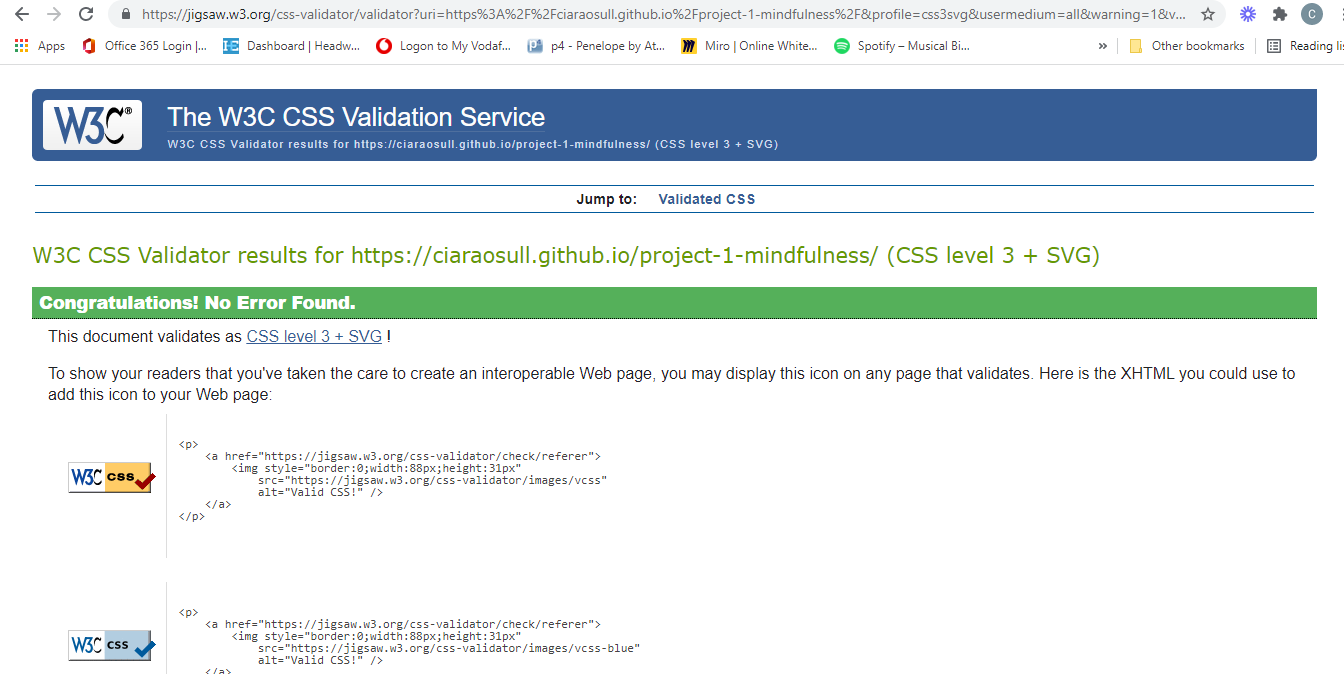 https://jigsaw.w3.org/css-validator/validator?uri=https%3A%2F%2Fciaraosull.github.io%2Fproject-1-mindfulness%2F&profile=css3svg&usermedium=all&warning=1&v...
C
Apps Office 365 Login |... Dashboard | Headw... Logon to My Vodaf... p4 - Penelope by At... Miro | Online White... Spotify – Musical Bi... » Other bookmarks Reading lis
W3C® The W3C CSS Validation Service
W3C CSS Validator results for https://ciaraosull.github.io/project-1-mindfulness/ (CSS level 3 + SVG)
Jump to: Validated CSS
W3C CSS Validator results for https://ciaraosull.github.io/project-1-mindfulness/ (CSS level 3 + SVG)
Congratulations! No Error Found.
This document validates as CSS level 3 + SVG !
To show your readers that you've taken the care to create an interoperable Web page, you may display this icon on any page that validates. Here is the XHTML you could use to
add this icon to your Web page:
<p>
<a href="https://jigsaw.w3.org/css-validator/check/referer">
<img style="border:0;width:88px;height:31px"
W3C css
src="https://jigsaw.w3.org/css-validator/images/vcss"
alt="Valid CSS!" />
</a>
</p>
<p>
<a href="https://jigsaw.w3.org/css-validator/check/referer">
<img style="border:0;width:88px;height:31px"
W3C css
src="https://jigsaw.w3.org/css-validator/images/vcss-blue"
alt="Valid CSS!" />
</a>